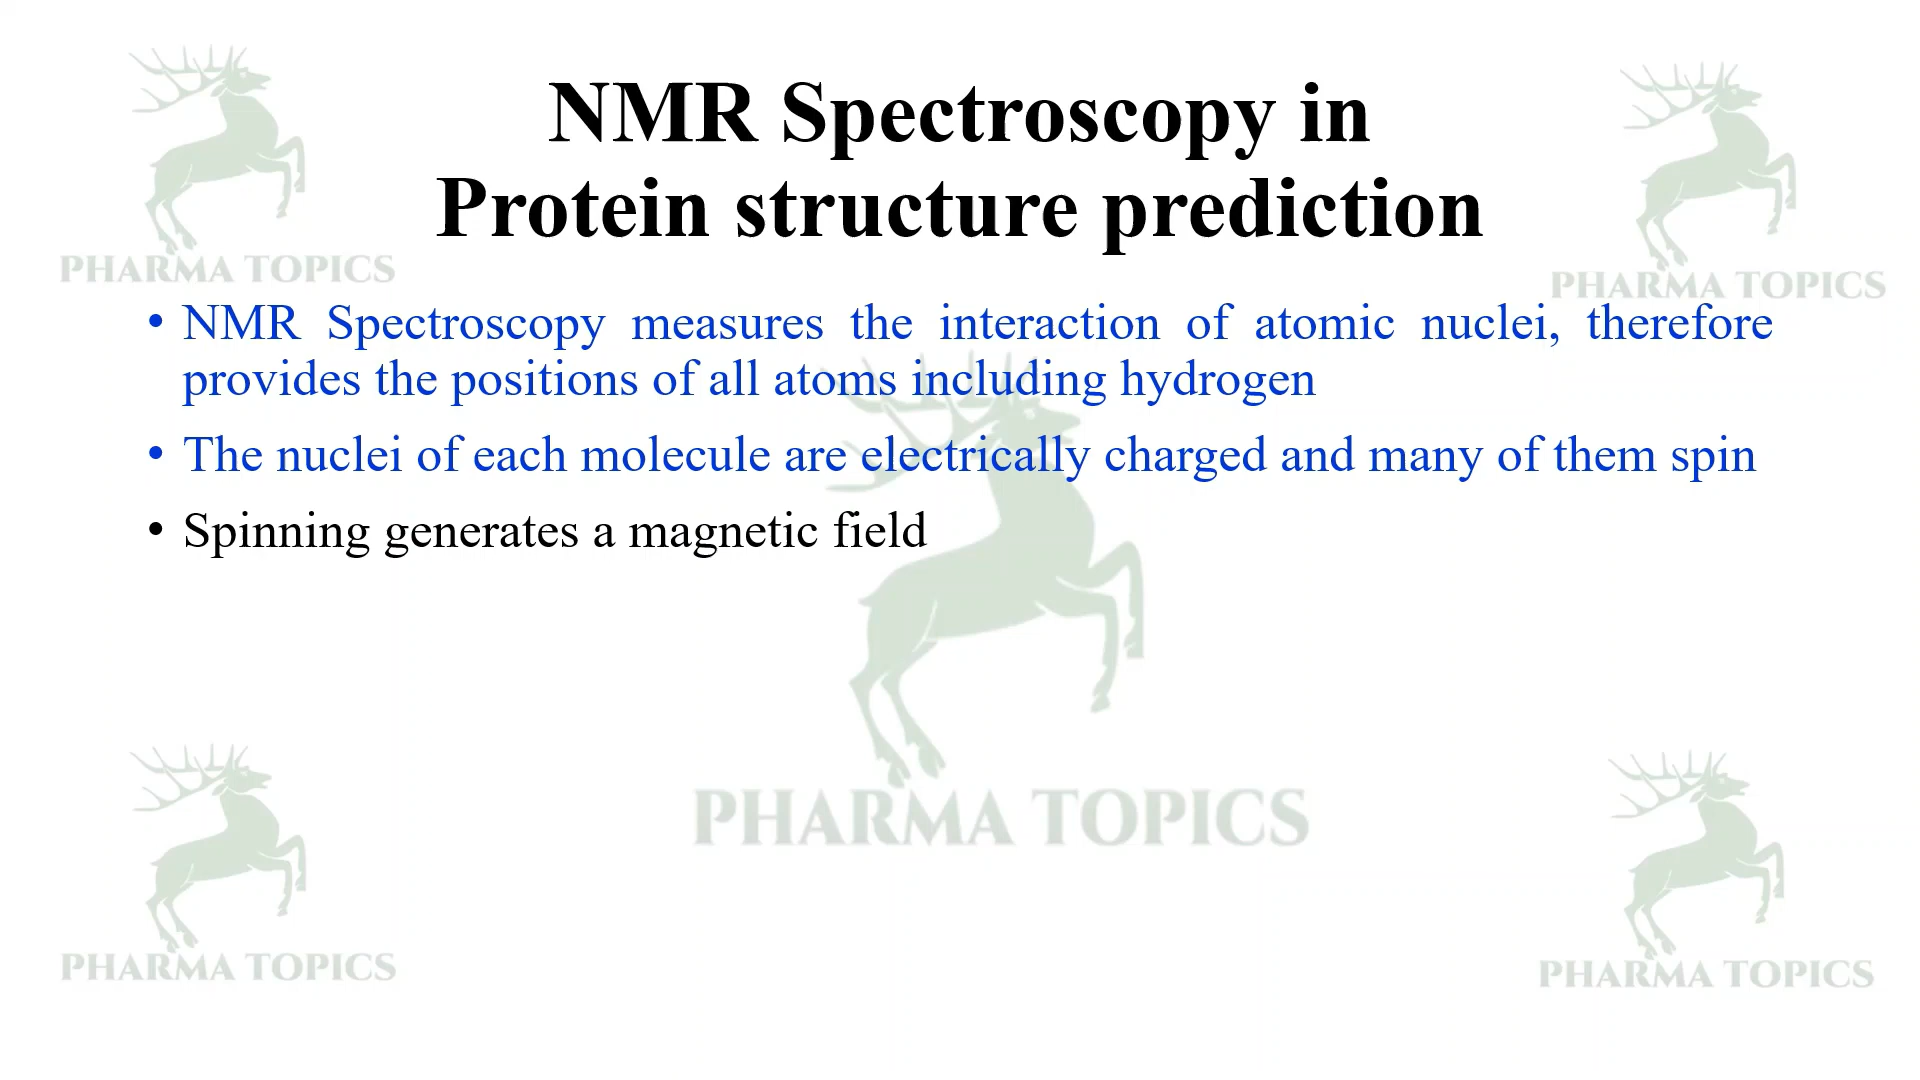 NMR Spectroscopy in
Protein structure prediction
PHARMA TOPICS
PHARMA TOPICS
• NMR Spectroscopy measures the interaction of atomic nuclei, therefore
provides the positions of all atoms including hydrogen
• The nuclei of each molecule are electrically charged and many of them spin
• Spinning generates a magnetic field
PHARMA TOPICS
PHARMA TOPICS
PHARMA TOPICS